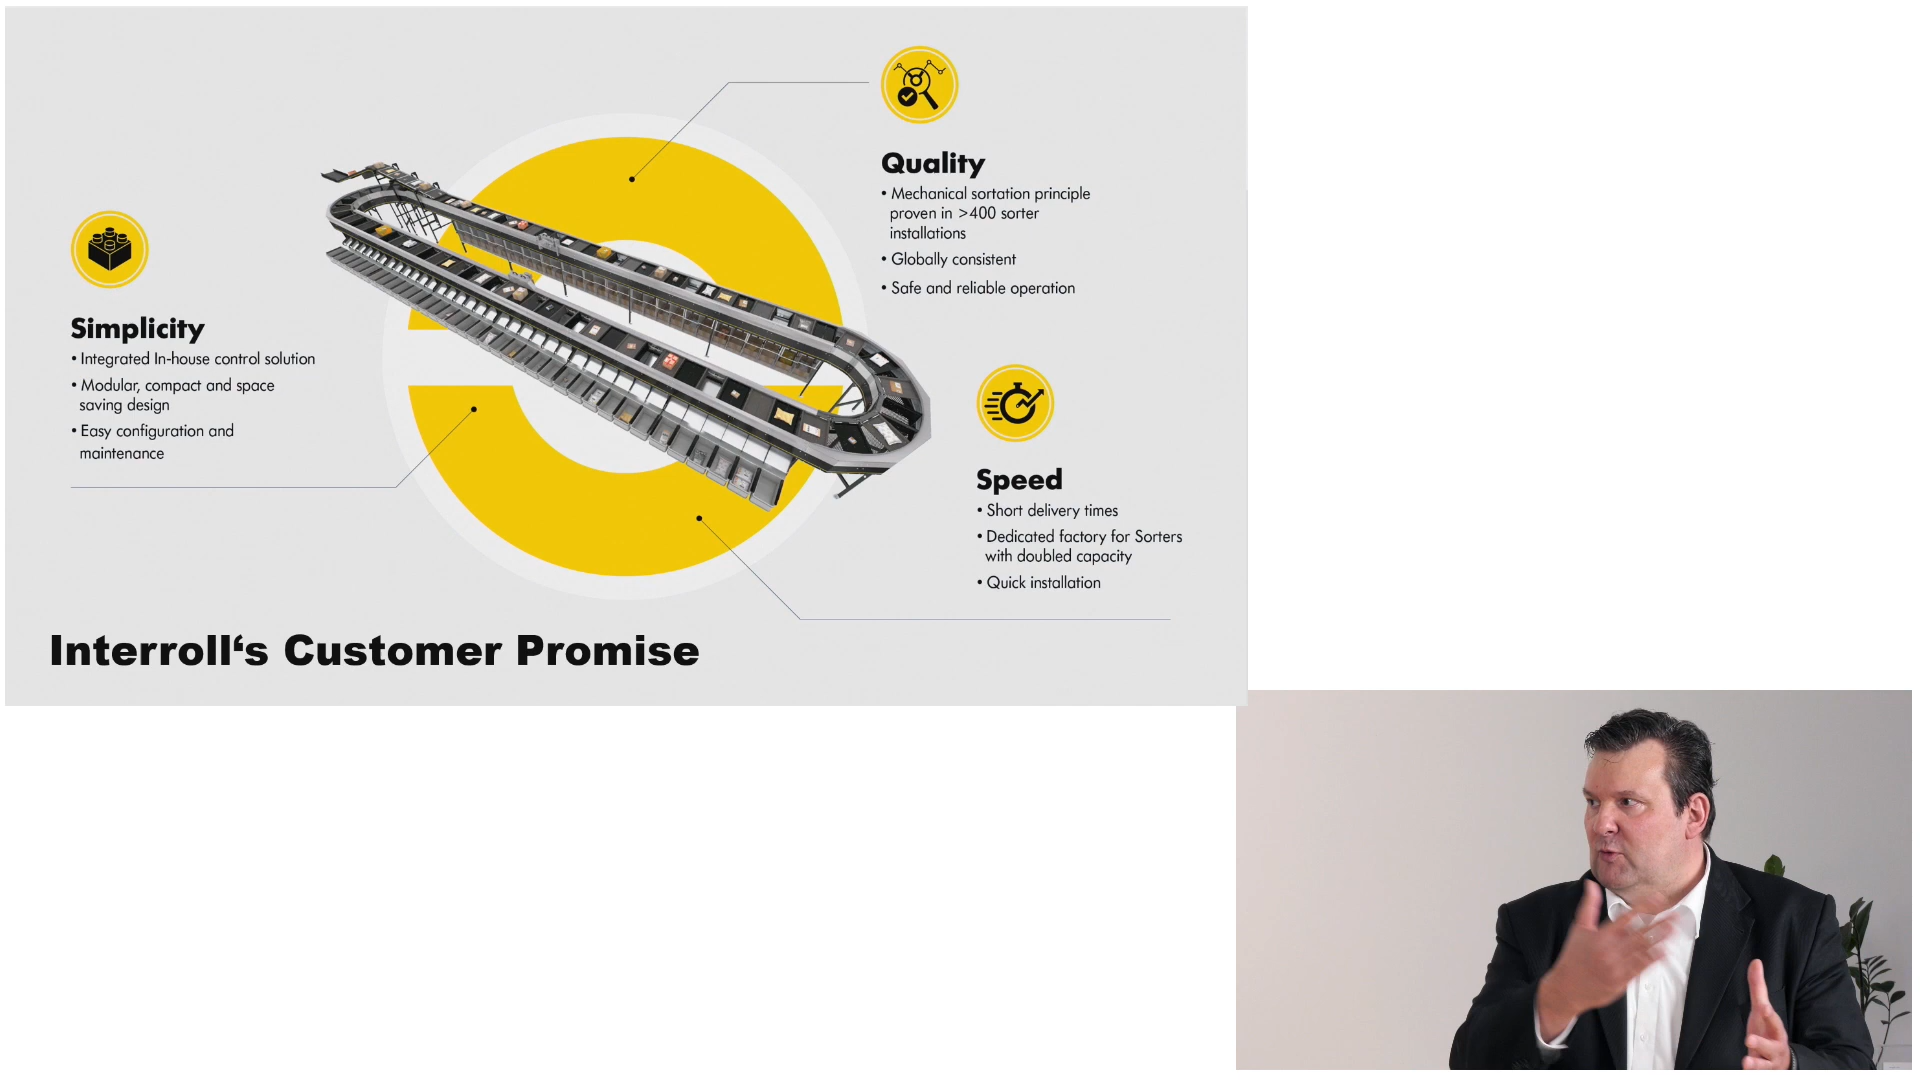 Simplicity
• Integrated In-house control solution
• Modular, compact and space
saving design
• Easy configuration and
maintenance
Quality
• Mechanical sortation principle
proven in >400 sorter
installations
• Globally consistent
• Safe and reliable operation
Speed
• Short delivery times
• Dedicated factory for Sorters
with doubled capacity
• Quick installation
Interroll‘s Customer Promise